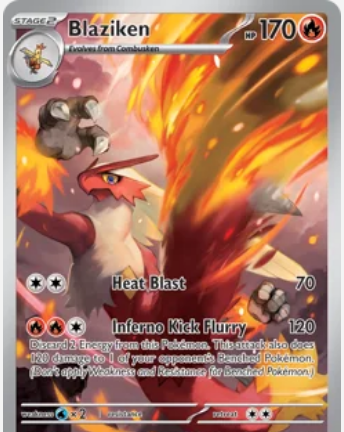 STAGE 2 Blaziken HP 170
Evolves from Combusken
Heat Blast 70
Inferno Kick Flurry 120
Discard 2 Energy from this Pokémon. This attack also does
120 damage to 1 of your opponent's Benched Pokémon.
(Don't apply Weakness and Resistance for Benched Pokémon.)
weakness ×2 resistance retreat